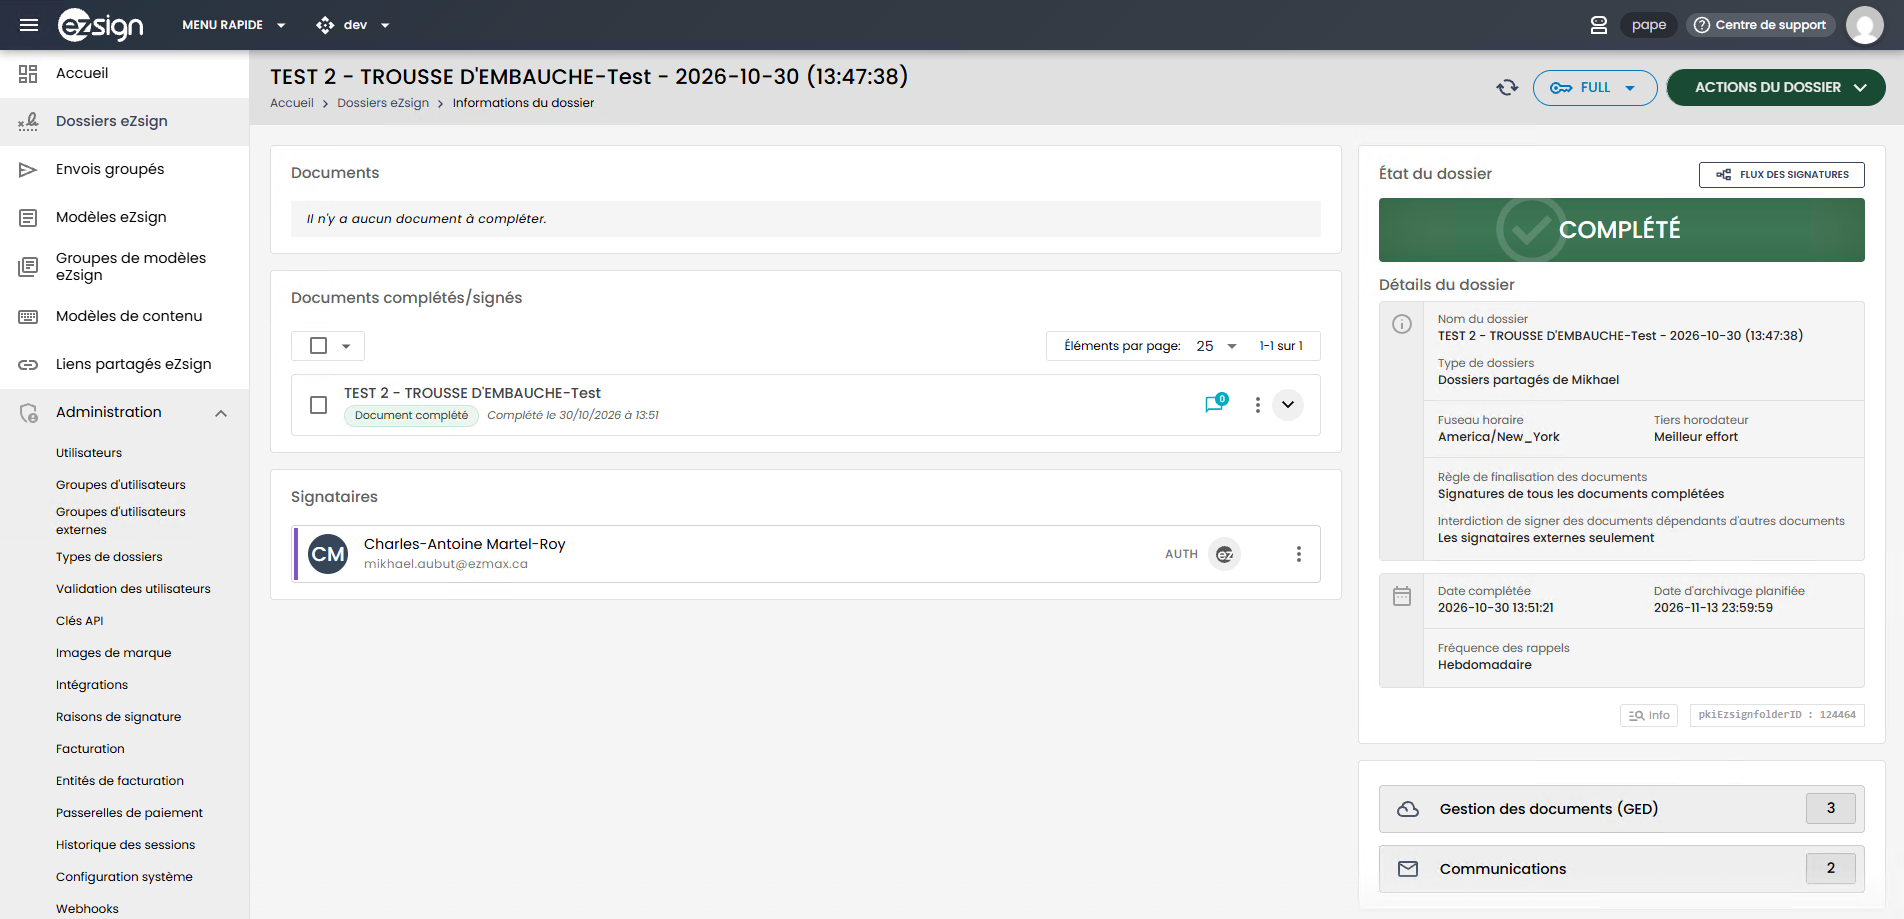 ezsign
MENU RAPIDE
dev
pape
Centre de support
Accueil
Dossiers eZsign
Envois groupés
Modèles eZsign
Groupes de modèles
eZsign
Modèles de contenu
Liens partagés eZsign
Administration
Utilisateurs
Groupes d'utilisateurs
Groupes d'utilisateurs
externes
Types de dossiers
Validation des utilisateurs
Clés API
Images de marque
Intégrations
Raisons de signature
Facturation
Entités de facturation
Passerelles de paiement
Historique des sessions
Configuration système
Webhooks
TEST 2 - TROUSSE D'EMBAUCHE-Test - 2026-10-30 (13:47:38)
Accueil > Dossiers eZsign > Informations du dossier
FULL
ACTIONS DU DOSSIER
Documents
Il n'y a aucun document à compléter.
Documents complétés/signés
Éléments par page: 25 1-1 sur 1
TEST 2 - TROUSSE D'EMBAUCHE-Test
Document complété Complété le 30/10/2026 à 13:51
0
Signataires
CM
Charles-Antoine Martel-Roy
mikhael.aubut@ezmax.ca
AUTH
ez
État du dossier
FLUX DES SIGNATURES
COMPLÉTÉ
Détails du dossier
Nom du dossier
TEST 2 - TROUSSE D'EMBAUCHE-Test - 2026-10-30 (13:47:38)
Type de dossiers
Dossiers partagés de Mikhael
Fuseau horaire Tiers horodateur
America/New_York Meilleur effort
Règle de finalisation des documents
Signatures de tous les documents complétées
Interdiction de signer des documents dépendants d'autres documents
Les signataires externes seulement
Date complétée Date d'archivage planifiée
2026-10-30 13:51:21 2026-11-13 23:59:59
Fréquence des rappels
Hebdomadaire
Info
pkiEzsignfolderID : 124464
Gestion des documents (GED) 3
Communications 2